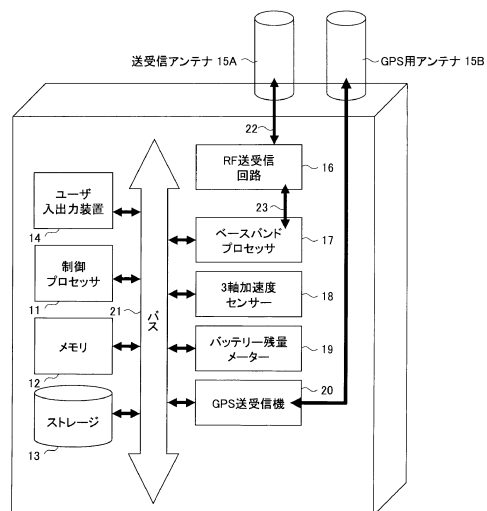 送受信アンテナ 15A
GPS用アンテナ 15B
22
RF送受信
回路
16
23
ユーザ
入出力装置
14
ベースバンド
プロセッサ
17
制御
プロセッサ
11
21
バス
3軸加速度
センサー
18
メモリ
12
バッテリー残量
メーター
19
ストレージ
13
GPS送受信機
20